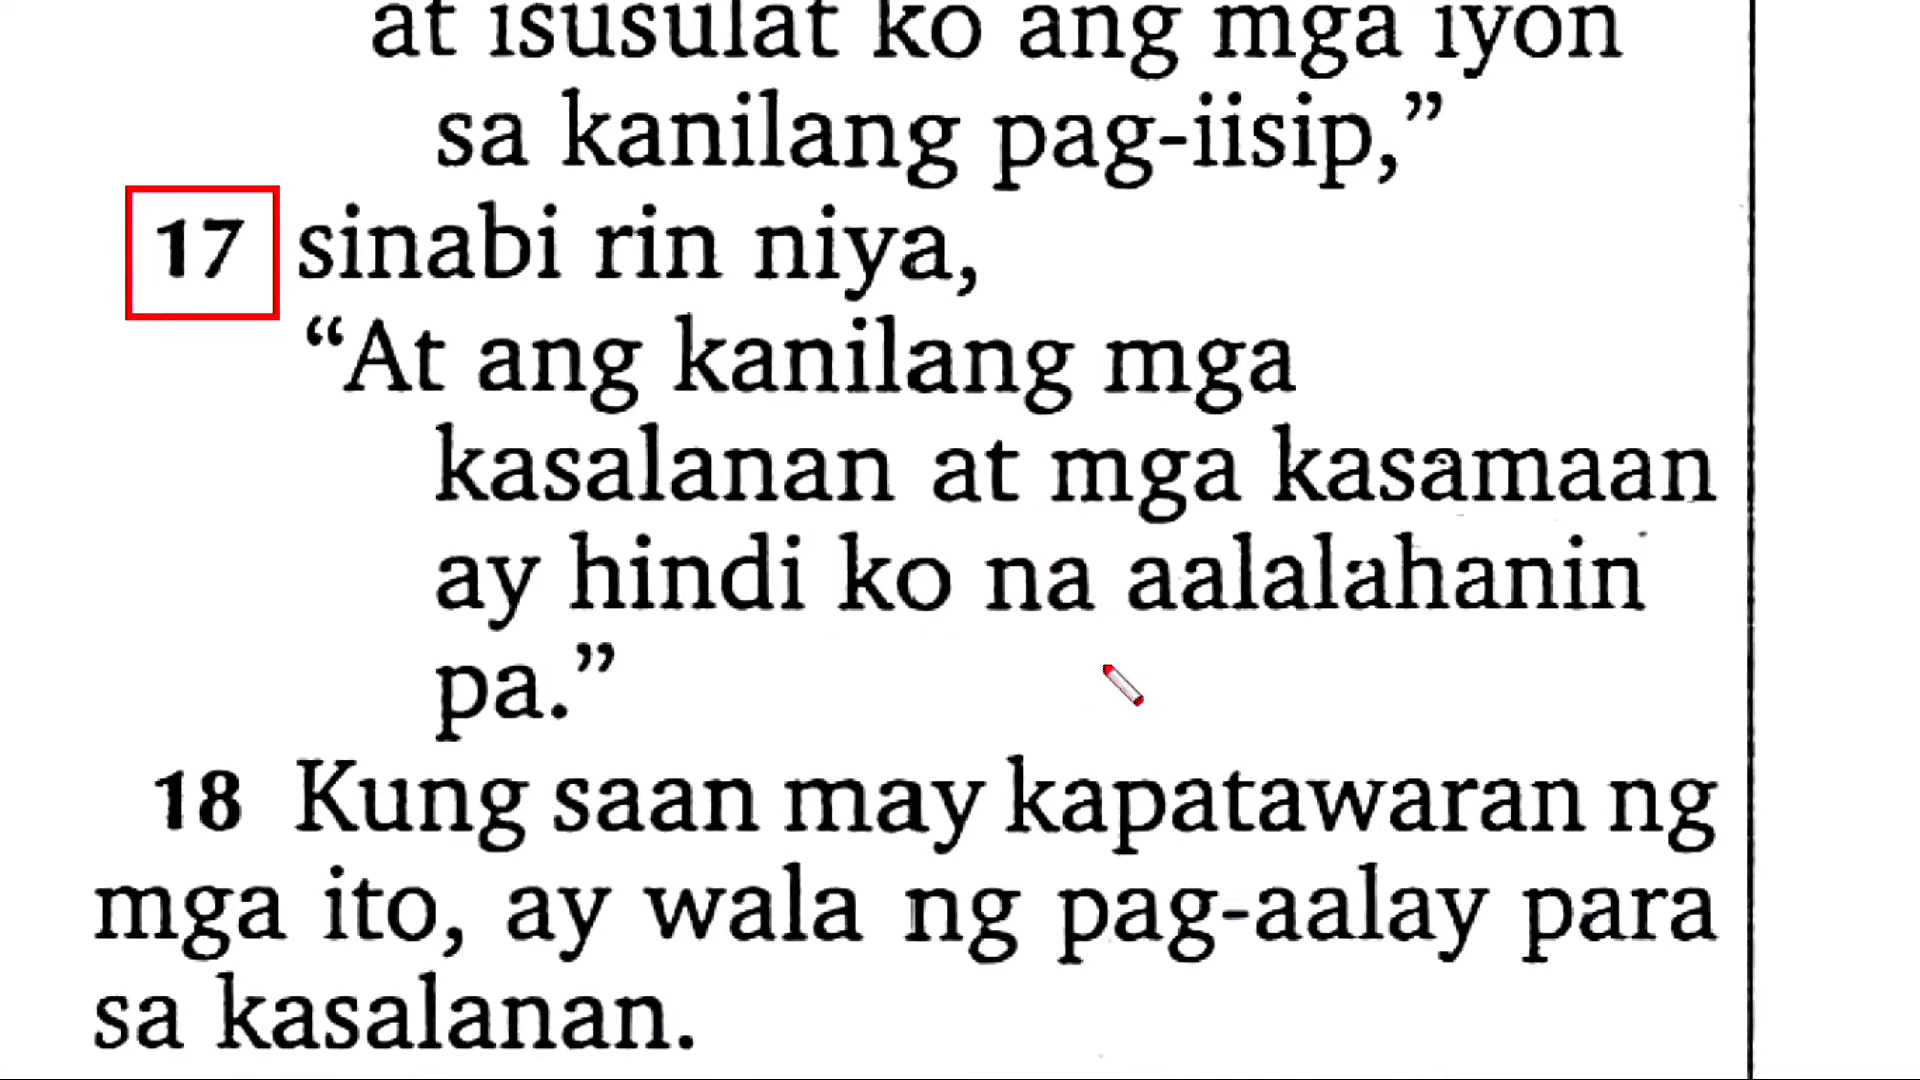 at isusulat ko ang mga iyon
sa kanilang pag-iisip,”
17 sinabi rin niya,
“At ang kanilang mga
kasalanan at mga kasamaan
ay hindi ko na aalalahanin
pa.”
18 Kung saan may kapatawaran ng
mga ito, ay wala ng pag-aalay para
sa kasalanan.